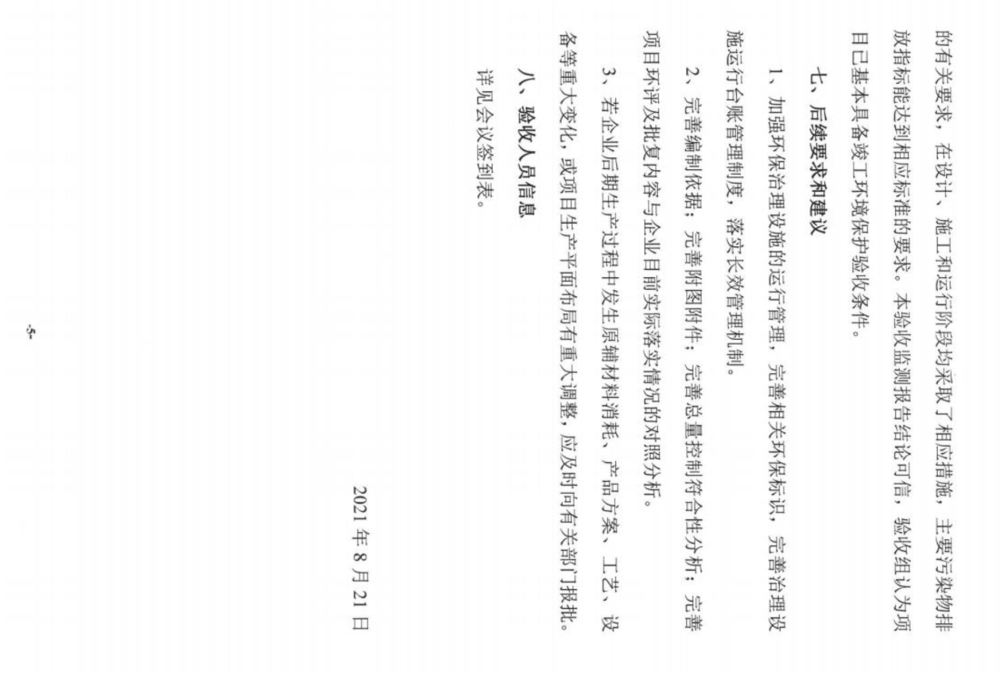 的有关要求，在设计、施工和运行阶段均采取了相应措施，主要污染物排
放指标能达到相应标准的要求。本验收监测报告结论可信，验收组认为项
目已基本具备竣工环境保护验收条件。
七、后续要求和建议
1、加强环保治理设施的运行管理，完善相关环保标识，完善治理设
施运行台账管理制度，落实长效管理机制。
2、完善编制依据；完善附图附件；完善总量控制符合性分析；完善
项目环评及批复内容与企业目前实际落实情况的对照分析。
3、若企业后期生产过程中发生原辅材料消耗、产品方案、工艺、设
备等重大变化，或项目生产平面布局有重大调整，应及时向有关部门报批。
八、验收人员信息
详见会议签到表。
2021 年 8 月 21 日
-5-